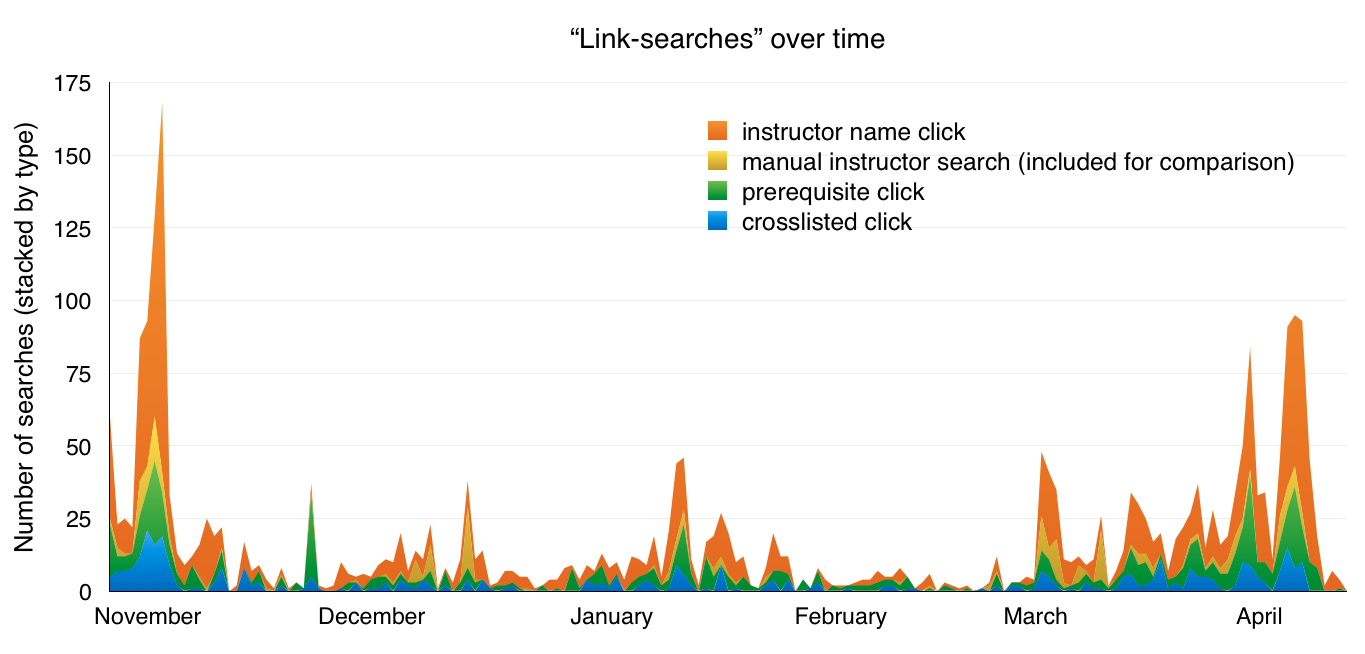 “Link-searches” over time
Number of searches (stacked by type)
175
150
125
100
75
50
25
0
instructor name click
manual instructor search (included for comparison)
prerequisite click
crosslisted click
November December January February March April